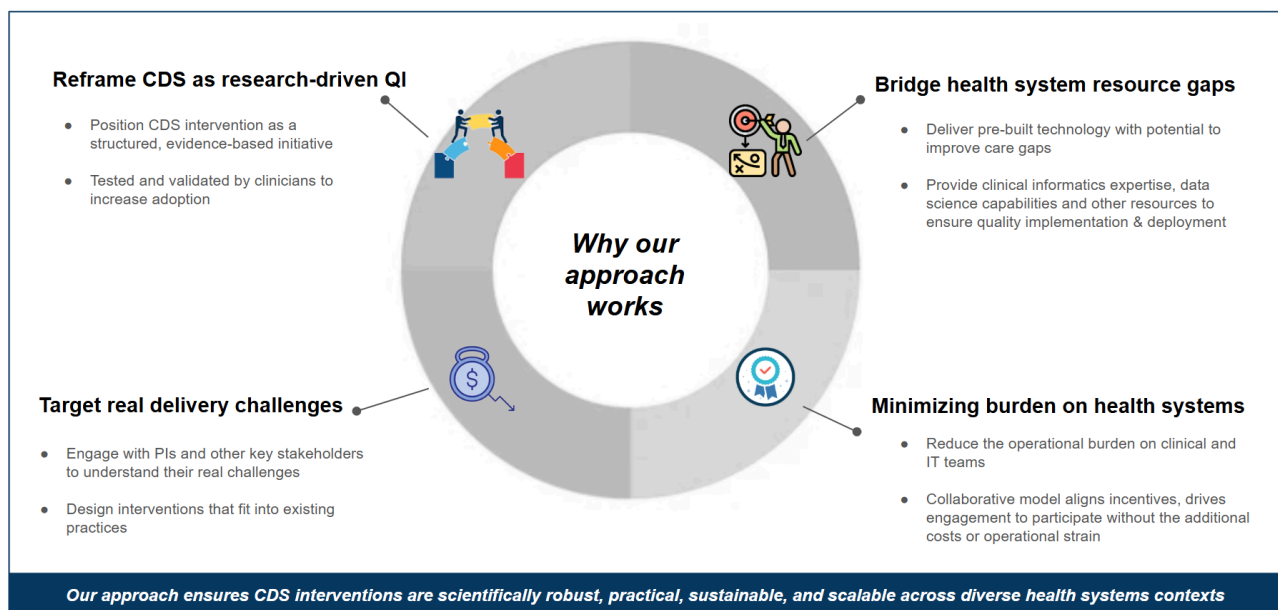 Reframe CDS as research-driven QI
● Position CDS intervention as a
structured, evidence-based initiative
● Tested and validated by clinicians to
increase adoption
Bridge health system resource gaps
● Deliver pre-built technology with potential to
improve care gaps
● Provide clinical informatics expertise, data
science capabilities and other resources to
ensure quality implementation & deployment
Why our
approach
works
$
Target real delivery challenges
● Engage with PIs and other key stakeholders
to understand their real challenges
● Design interventions that fit into existing
practices
Minimizing burden on health systems
● Reduce the operational burden on clinical and
IT teams
● Collaborative model aligns incentives, drives
engagement to participate without the additional
costs or operational strain
Our approach ensures CDS interventions are scientifically robust, practical, sustainable, and scalable across diverse health systems contexts